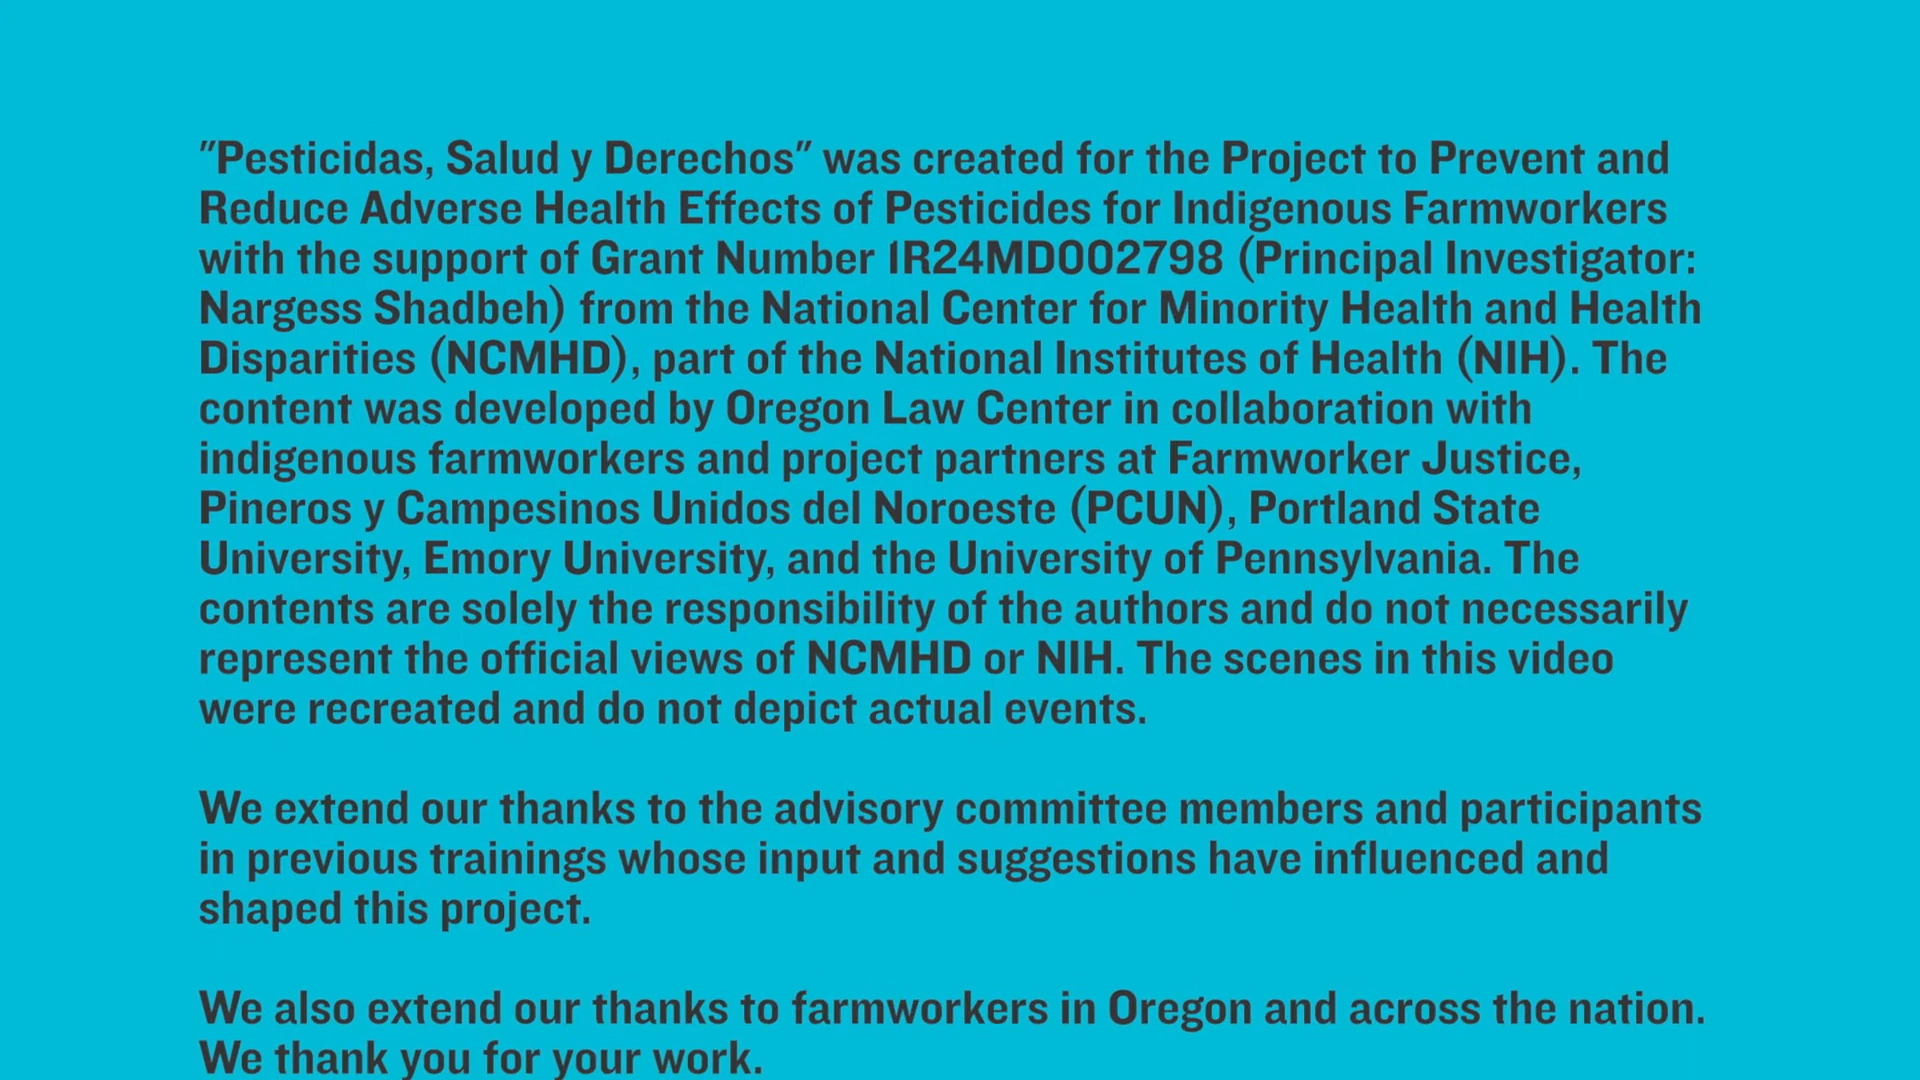 "Pesticidas, Salud y Derechos" was created for the Project to Prevent and
Reduce Adverse Health Effects of Pesticides for Indigenous Farmworkers
with the support of Grant Number 1R24MD002798 (Principal Investigator:
Nargess Shadbeh) from the National Center for Minority Health and Health
Disparities (NCMHD), part of the National Institutes of Health (NIH). The
content was developed by Oregon Law Center in collaboration with
indigenous farmworkers and project partners at Farmworker Justice,
Pineros y Campesinos Unidos del Noroeste (PCUN), Portland State
University, Emory University, and the University of Pennsylvania. The
contents are solely the responsibility of the authors and do not necessarily
represent the official views of NCMHD or NIH. The scenes in this video
were recreated and do not depict actual events.
We extend our thanks to the advisory committee members and participants
in previous trainings whose input and suggestions have influenced and
shaped this project.
We also extend our thanks to farmworkers in Oregon and across the nation.
We thank you for your work.